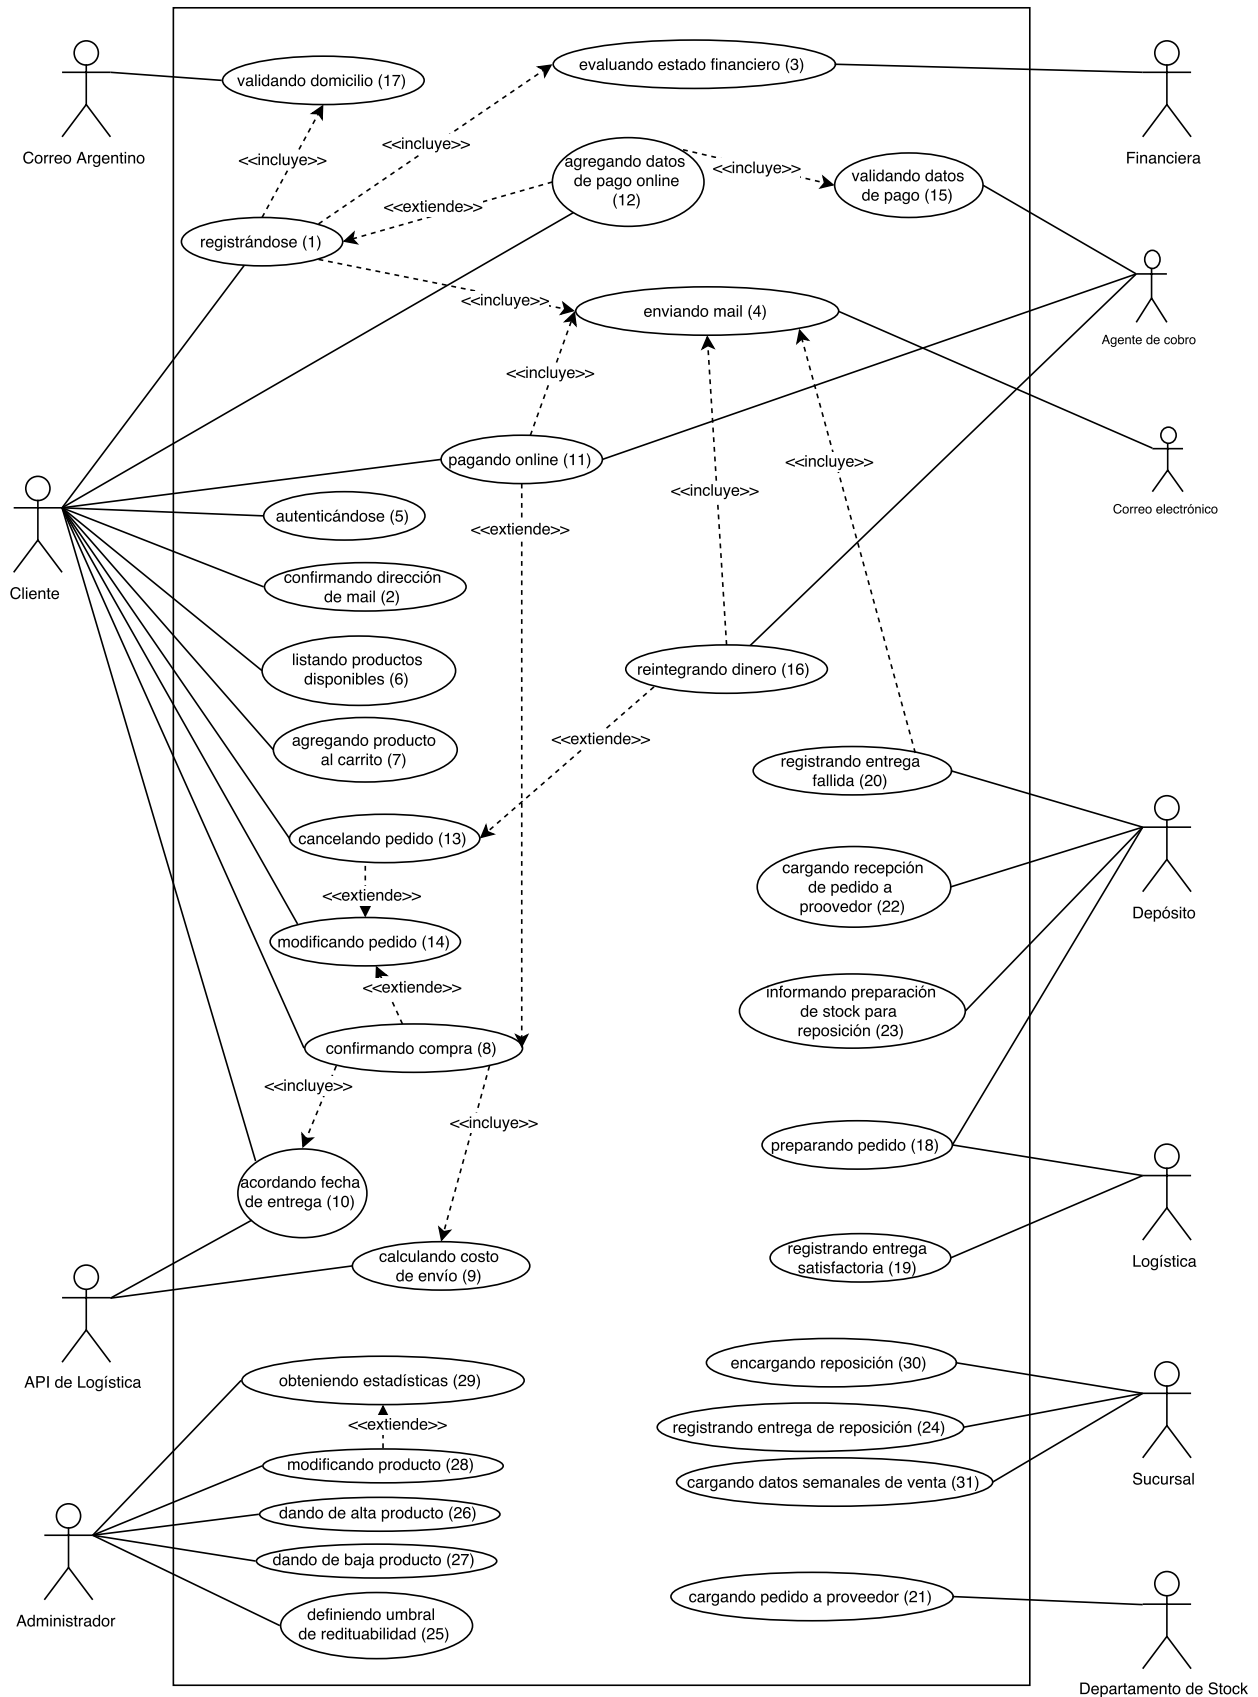 validando domicilio (17)
evaluando estado financiero (3)
Correo Argentino
Financiera
<<incluye>>
<<incluye>>
agregando datos
de pago online
(12)
<<incluye>>
validando datos
de pago (15)
<<extiende>>
registrándose (1)
<<incluye>>
enviando mail (4)
Agente de cobro
<<incluye>>
pagando online (11)
<<incluye>>
<<incluye>>
autenticándose (5)
<<extiende>>
Correo electrónico
confirmando dirección
de mail (2)
Cliente
listando productos
disponibles (6)
reintegrando dinero (16)
agregando producto
al carrito (7)
<<extiende>>
registrando entrega
fallida (20)
cancelando pedido (13)
<<extiende>>
cargando recepción
de pedido a
proovedor (22)
Depósito
modificando pedido (14)
<<extiende>>
informando preparación
de stock para
reposición (23)
confirmando compra (8)
<<incluye>>
<<incluye>>
preparando pedido (18)
acordando fecha
de entrega (10)
registrando entrega
satisfactoria (19)
Logística
calculando costo
de envío (9)
API de Logística
encargando reposición (30)
obteniendo estadísticas (29)
<<extiende>>
registrando entrega de reposición (24)
modificando producto (28)
cargando datos semanales de venta (31)
Sucursal
dando de alta producto (26)
dando de baja producto (27)
cargando pedido a proveedor (21)
Administrador
definiendo umbral
de redituabilidad (25)
Departamento de Stock